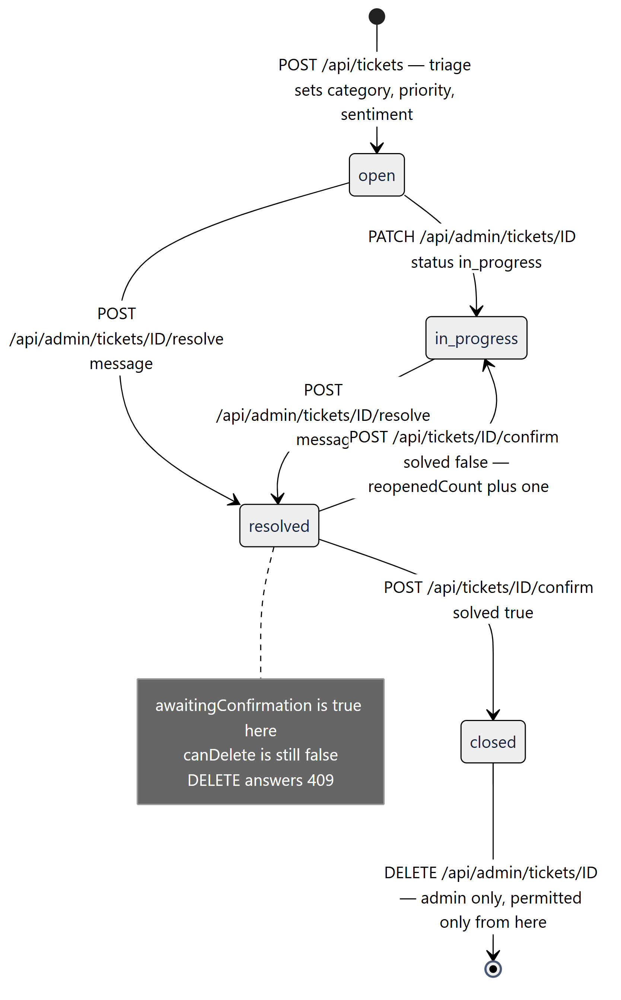 POST /api/tickets — triage
sets category, priority,
sentiment
open
PATCH /api/admin/tickets/ID
status in_progress
POST
/api/admin/tickets/ID/resolve
message
in_progress
POST
/api/admin/tickets/ID/resolve
messag
POST /api/tickets/ID/confirm
solved false —
reopenedCount plus one
resolved
POST /api/tickets/ID/confirm
solved true
awaitingConfirmation is true
here
canDelete is still false
DELETE answers 409
closed
DELETE /api/admin/tickets/ID
— admin only, permitted
only from here